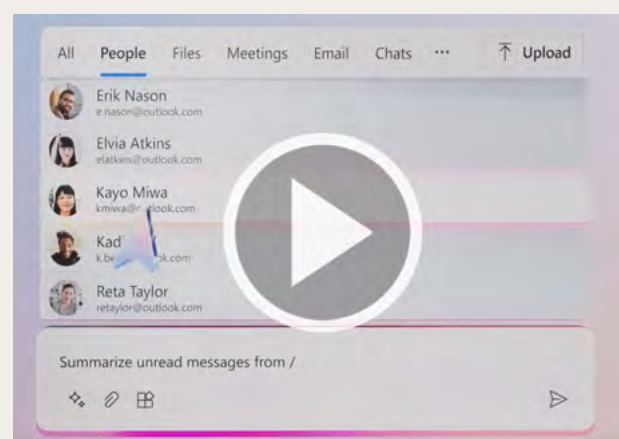 All People Files Meetings Email Chats ... Upload
Erik Nason
e.nason@outlook.com
Elvia Atkins
elatkins@outlook.com
Kayo Miwa
Reta Taylor
retaylor@outlook.com
Summarize unread messages from /